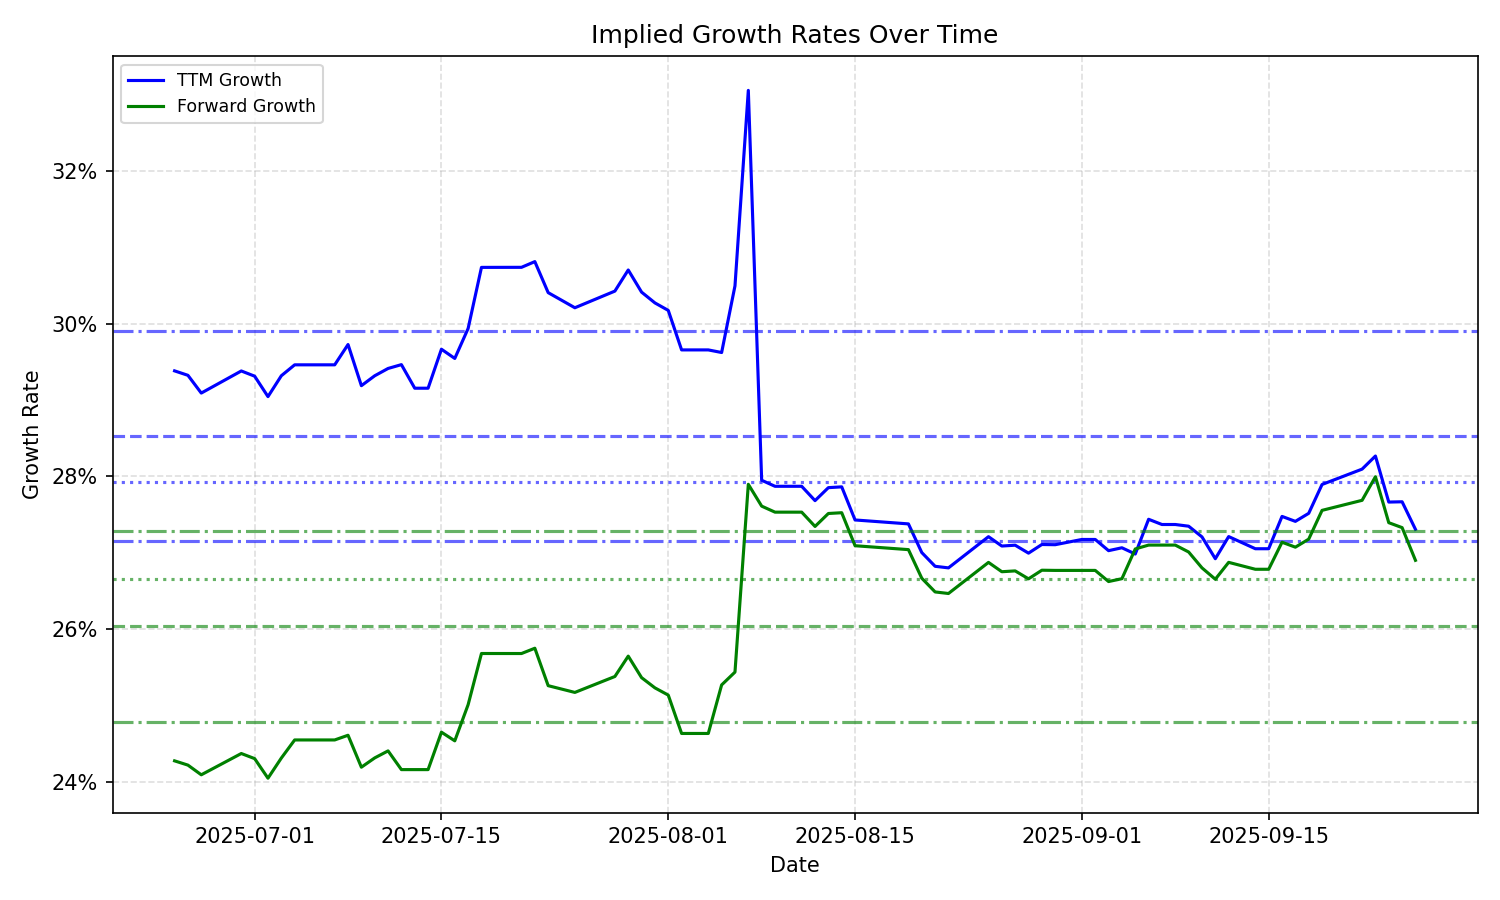 Implied Growth Rates Over Time
TTM Growth
Forward Growth
Growth Rate
32%
30%
28%
26%
24%
2025-07-01
2025-07-15
2025-08-01
2025-08-15
2025-09-01
2025-09-15
Date